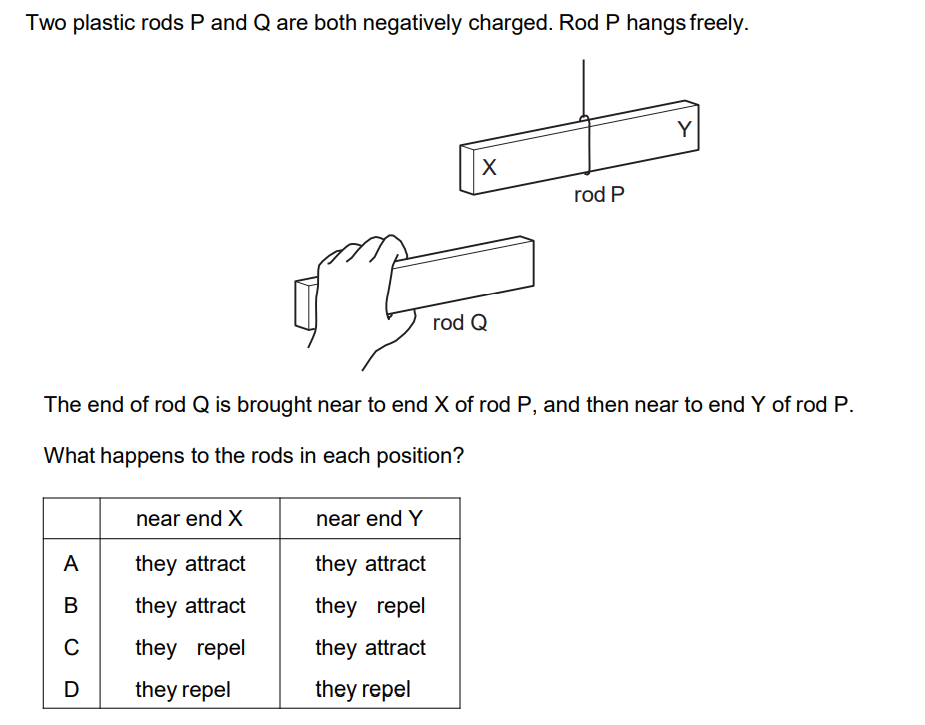 Two plastic rods P and Q are both negatively charged. Rod P hangs freely.
Y
X
rod P
rod Q
The end of rod Q is brought near to end X of rod P, and then near to end Y of rod P.
What happens to the rods in each position?
near end X near end Y
A they attract they attract
B they attract they repel
C they repel they attract
D they repel they repel